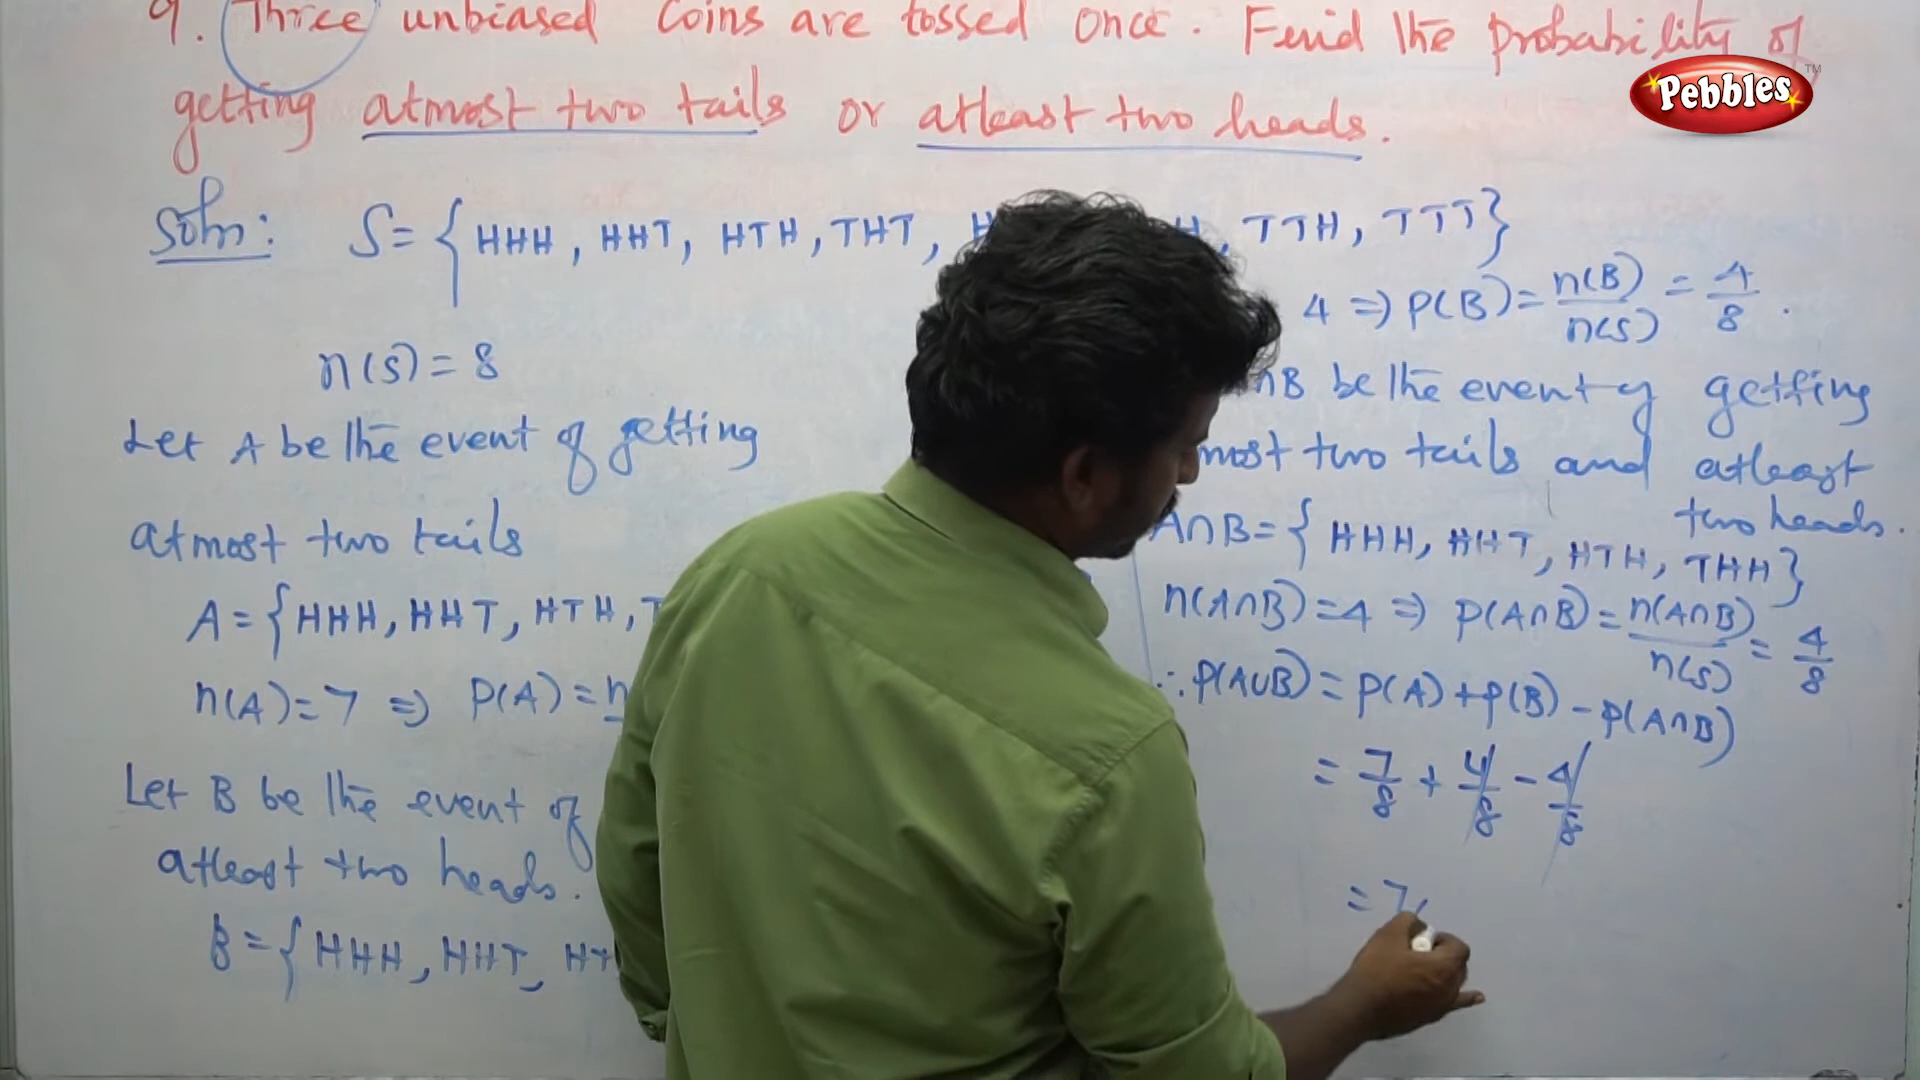 9. Three unbiased Coins are tossed once. Find the probability of
getting atmost two tails or atleast two heads.
Pebbles™
Soln: S = { HHH, HHT, HTH, THT, H H, TTH, TTT}
n(S) = 8
Let A be the event of getting
atmost two tails
A = {HHH, HHT, HTH, T
n(A) = 7 ⇒ P(A) = n
Let B be the event of
atleast two heads.
B = { HHH, HHT, HT
4 ⇒ P(B) = n(B)/n(S) = 4/8.
∩B be the event of getting
most two tails and atleast
two heads.
A∩B = { HHH, HHT, HTH, THH}
n(A∩B) = 4 ⇒ P(A∩B) = n(A∩B)/n(S) = 4/8
∴ P(A∪B) = P(A) + P(B) - P(A∩B)
= 7/8 + 4/8 - 4/8
= 7/